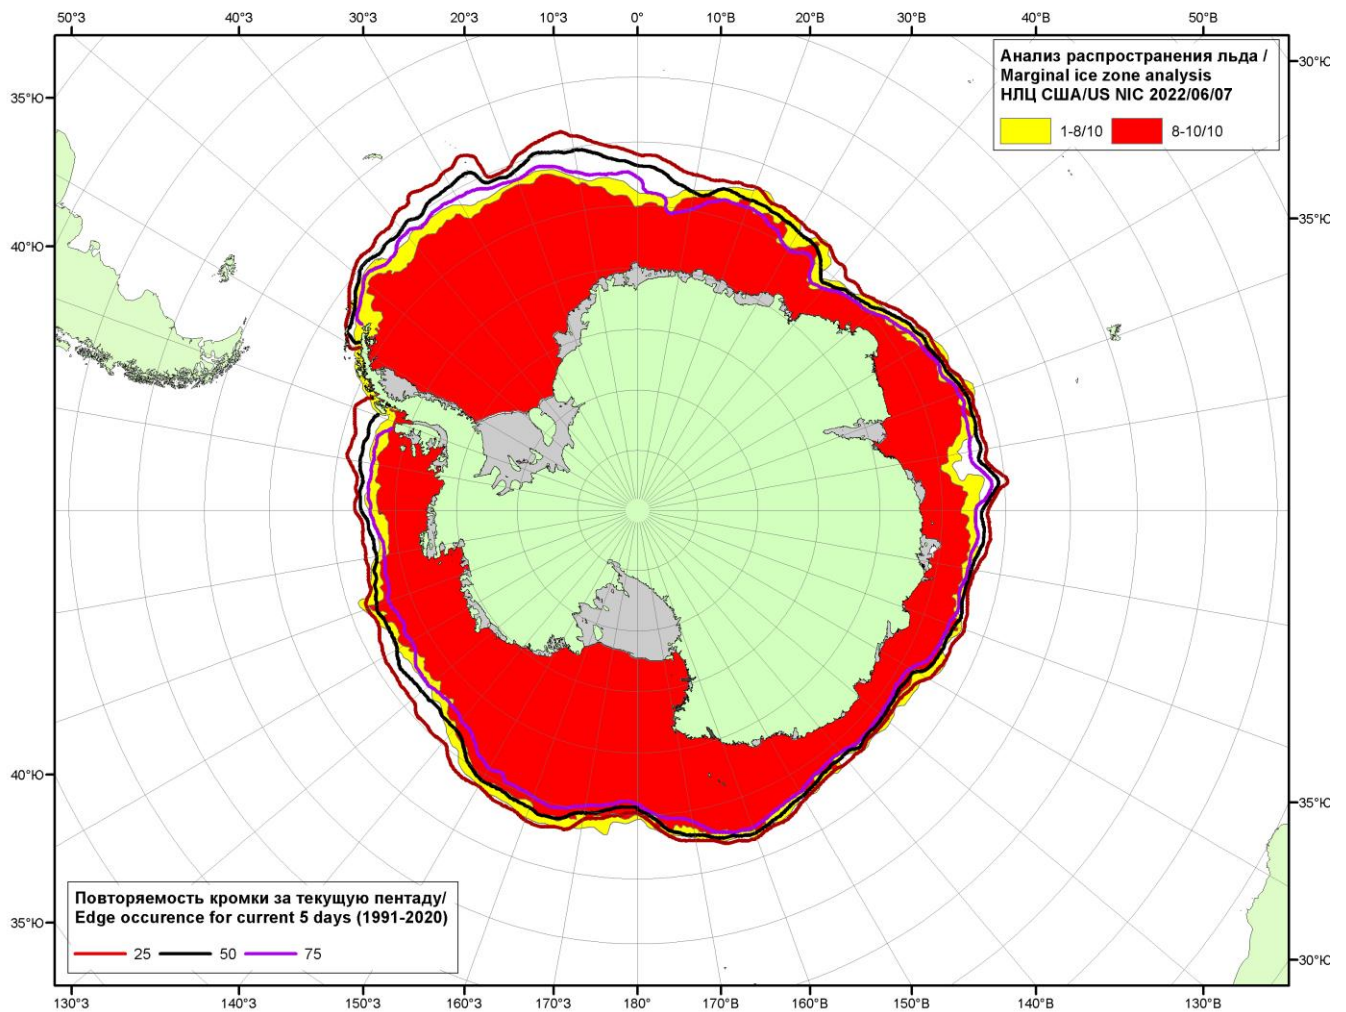 50°З 40°З 30°З 20°З 10°З 0° 10°В 20°В 30°В 40°В 50°В
Анализ распространения льда /
Marginal ice zone analysis
НЛЦ США/US NIC 2022/06/07
1-8/10 8-10/10
30°Ю
35°Ю
35°Ю
40°Ю
40°Ю
35°Ю
Повторяемость кромки за текущую пентаду/
Edge occurence for current 5 days (1991-2020)
25 50 75
35°Ю
30°Ю
130°З 140°З 150°З 160°З 170°З 180° 170°В 160°В 150°В 140°В 130°В